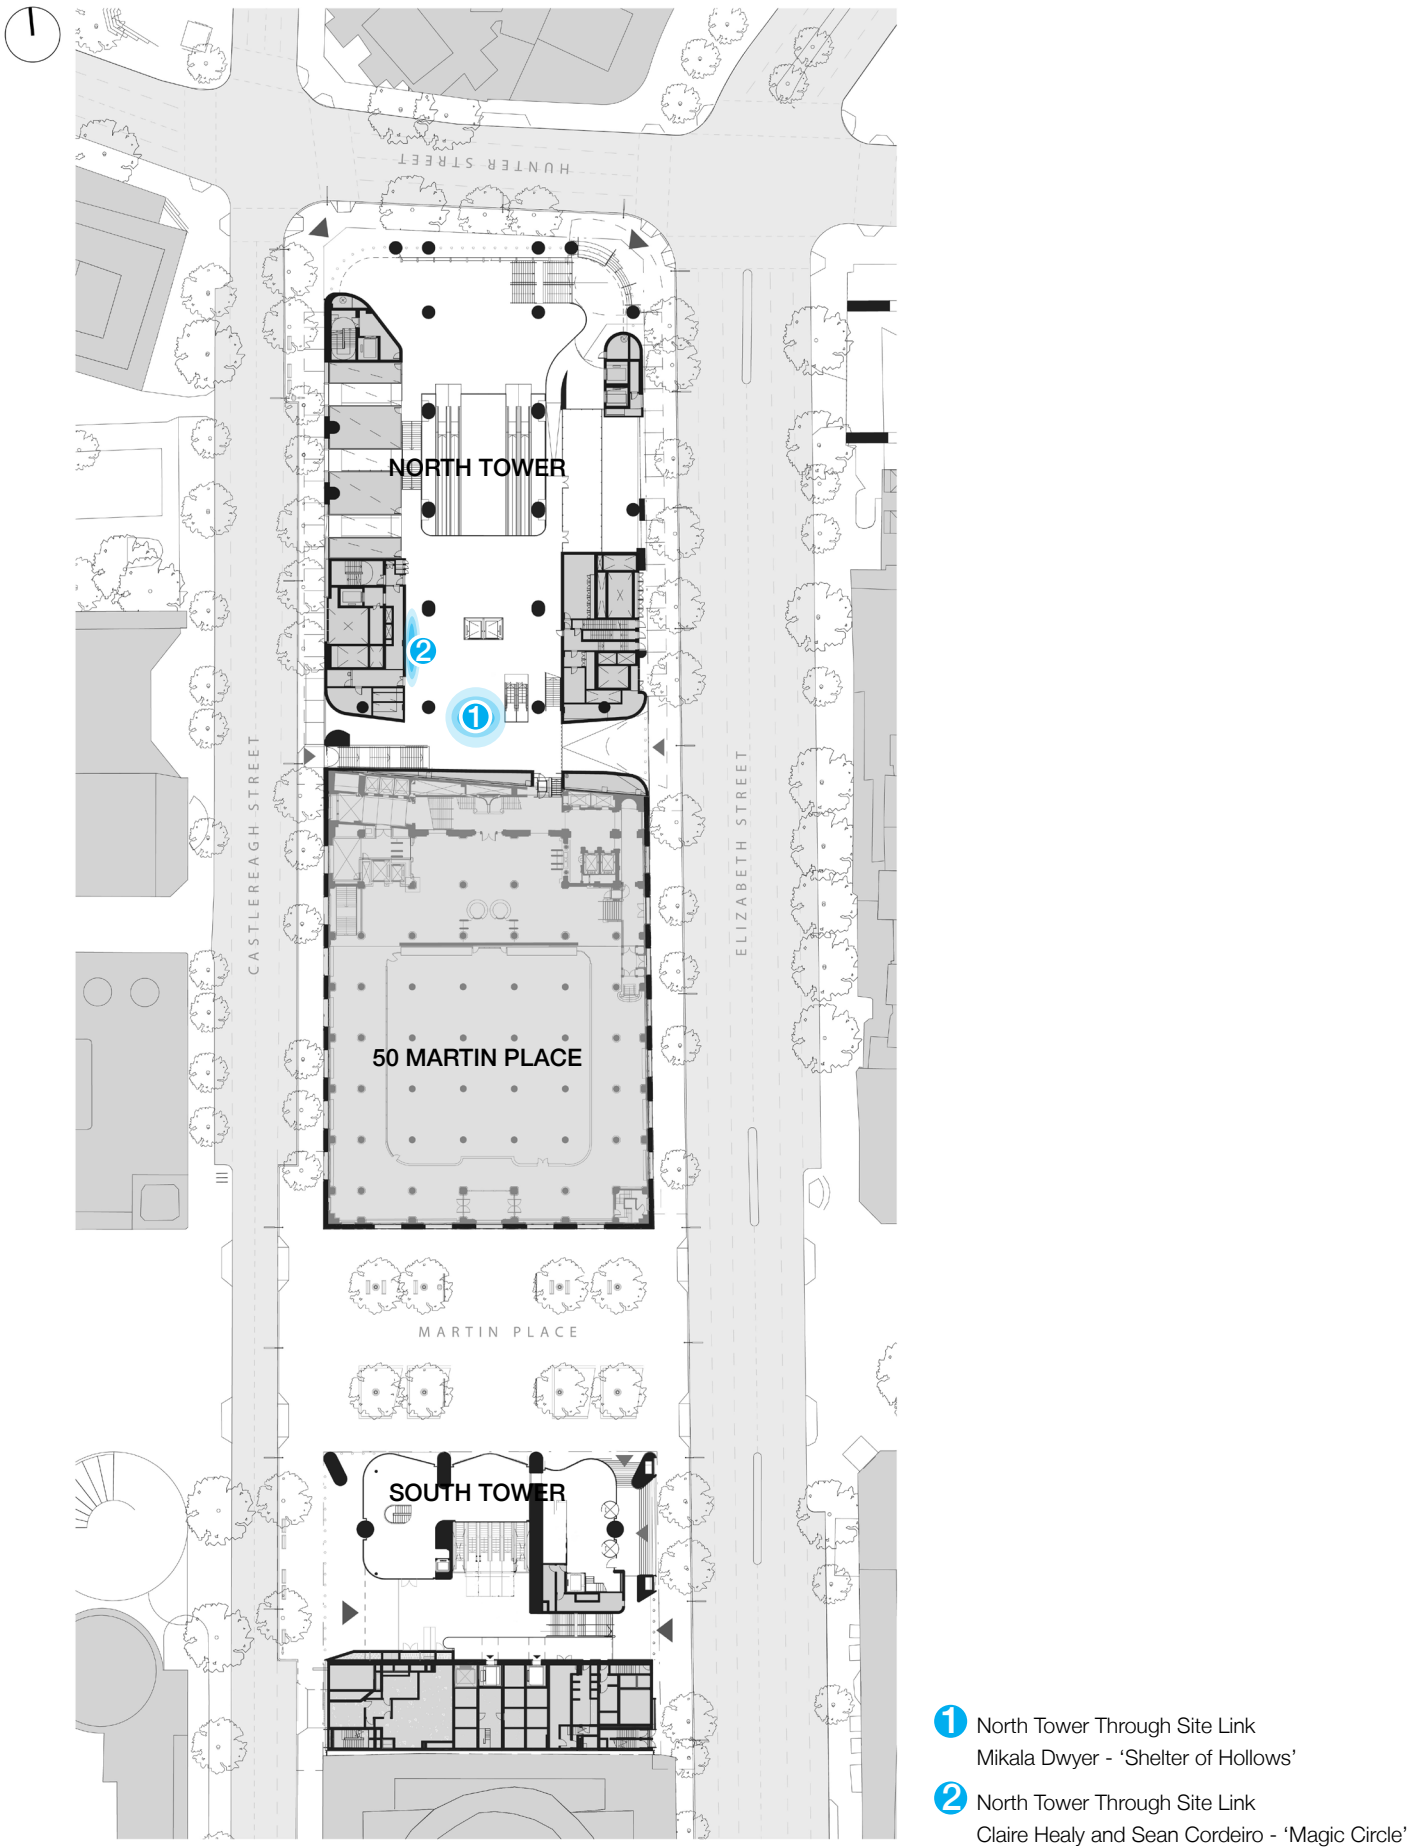 HUNTER STREET
NORTH TOWER
2
1
CASTLEREAGH STREET
ELIZABETH STREET
50 MARTIN PLACE
MARTIN PLACE
SOUTH TOWER
1 North Tower Through Site Link
Mikala Dwyer - ‘Shelter of Hollows’
2 North Tower Through Site Link
Claire Healy and Sean Cordeiro - ‘Magic Circle’